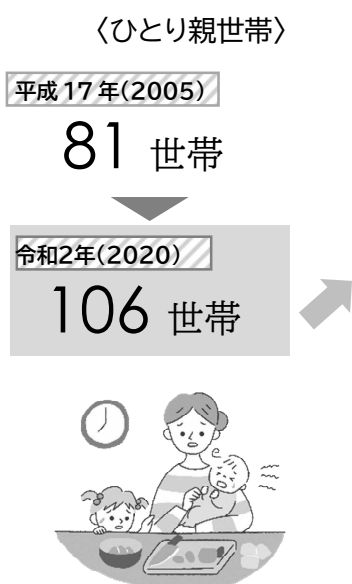 〈ひとり親世帯〉
平成17年(2005)
81 世帯
令和2年(2020)
106 世帯